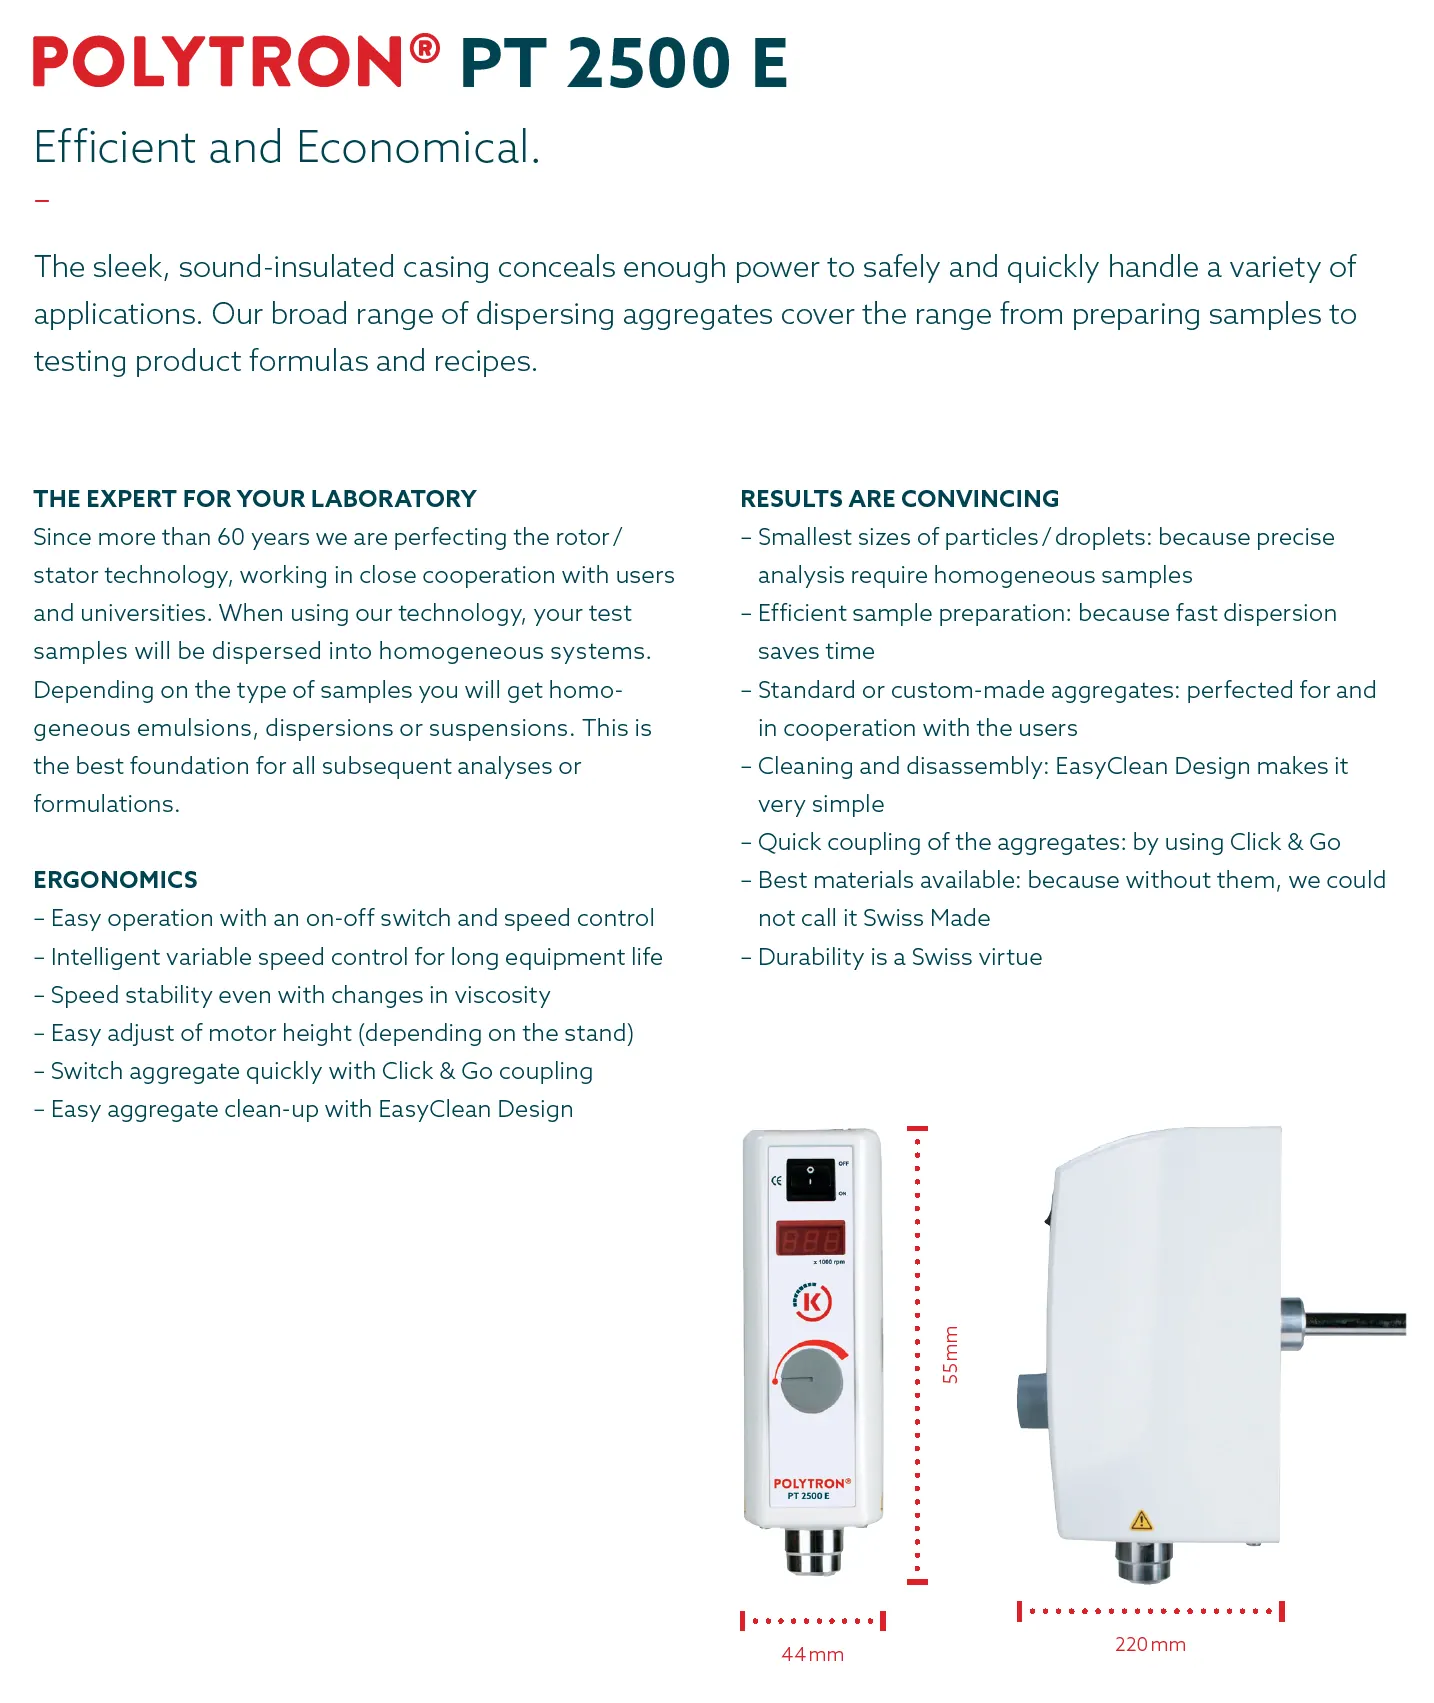 POLYTRON® PT 2500 E
Efficient and Economical.
–
The sleek, sound-insulated casing conceals enough power to safely and quickly handle a variety of
applications. Our broad range of dispersing aggregates cover the range from preparing samples to
testing product formulas and recipes.
THE EXPERT FOR YOUR LABORATORY
Since more than 60 years we are perfecting the rotor /
stator technology, working in close cooperation with users
and universities. When using our technology, your test
samples will be dispersed into homogeneous systems.
Depending on the type of samples you will get homo-
geneous emulsions, dispersions or suspensions. This is
the best foundation for all subsequent analyses or
formulations.
ERGONOMICS
– Easy operation with an on-off switch and speed control
– Intelligent variable speed control for long equipment life
– Speed stability even with changes in viscosity
– Easy adjust of motor height (depending on the stand)
– Switch aggregate quickly with Click & Go coupling
– Easy aggregate clean-up with EasyClean Design
RESULTS ARE CONVINCING
– Smallest sizes of particles / droplets: because precise
analysis require homogeneous samples
– Efficient sample preparation: because fast dispersion
saves time
– Standard or custom-made aggregates: perfected for and
in cooperation with the users
– Cleaning and disassembly: EasyClean Design makes it
very simple
– Quick coupling of the aggregates: by using Click & Go
– Best materials available: because without them, we could
not call it Swiss Made
– Durability is a Swiss virtue
OFF
CE
ON
888
x 1000 rpm
K
POLYTRON®
PT 2500 E
55 mm
44 mm
220 mm